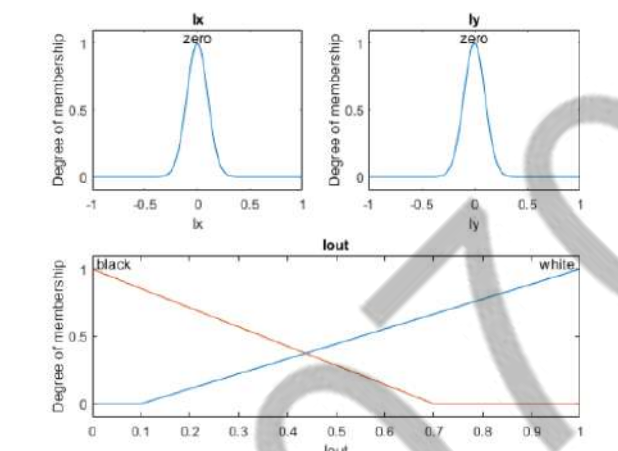 Ix
Iy
zero
zero
Degree of membership
1
0.5
0
-1 -0.5 0 0.5 1
Ix
Degree of membership
1
0.5
0
-1 -0.5 0 0.5 1
Iy
Iout
black
white
Degree of membership
1
0.5
0
0 0.1 0.2 0.3 0.4 0.5 0.6 0.7 0.8 0.9 1
Iout